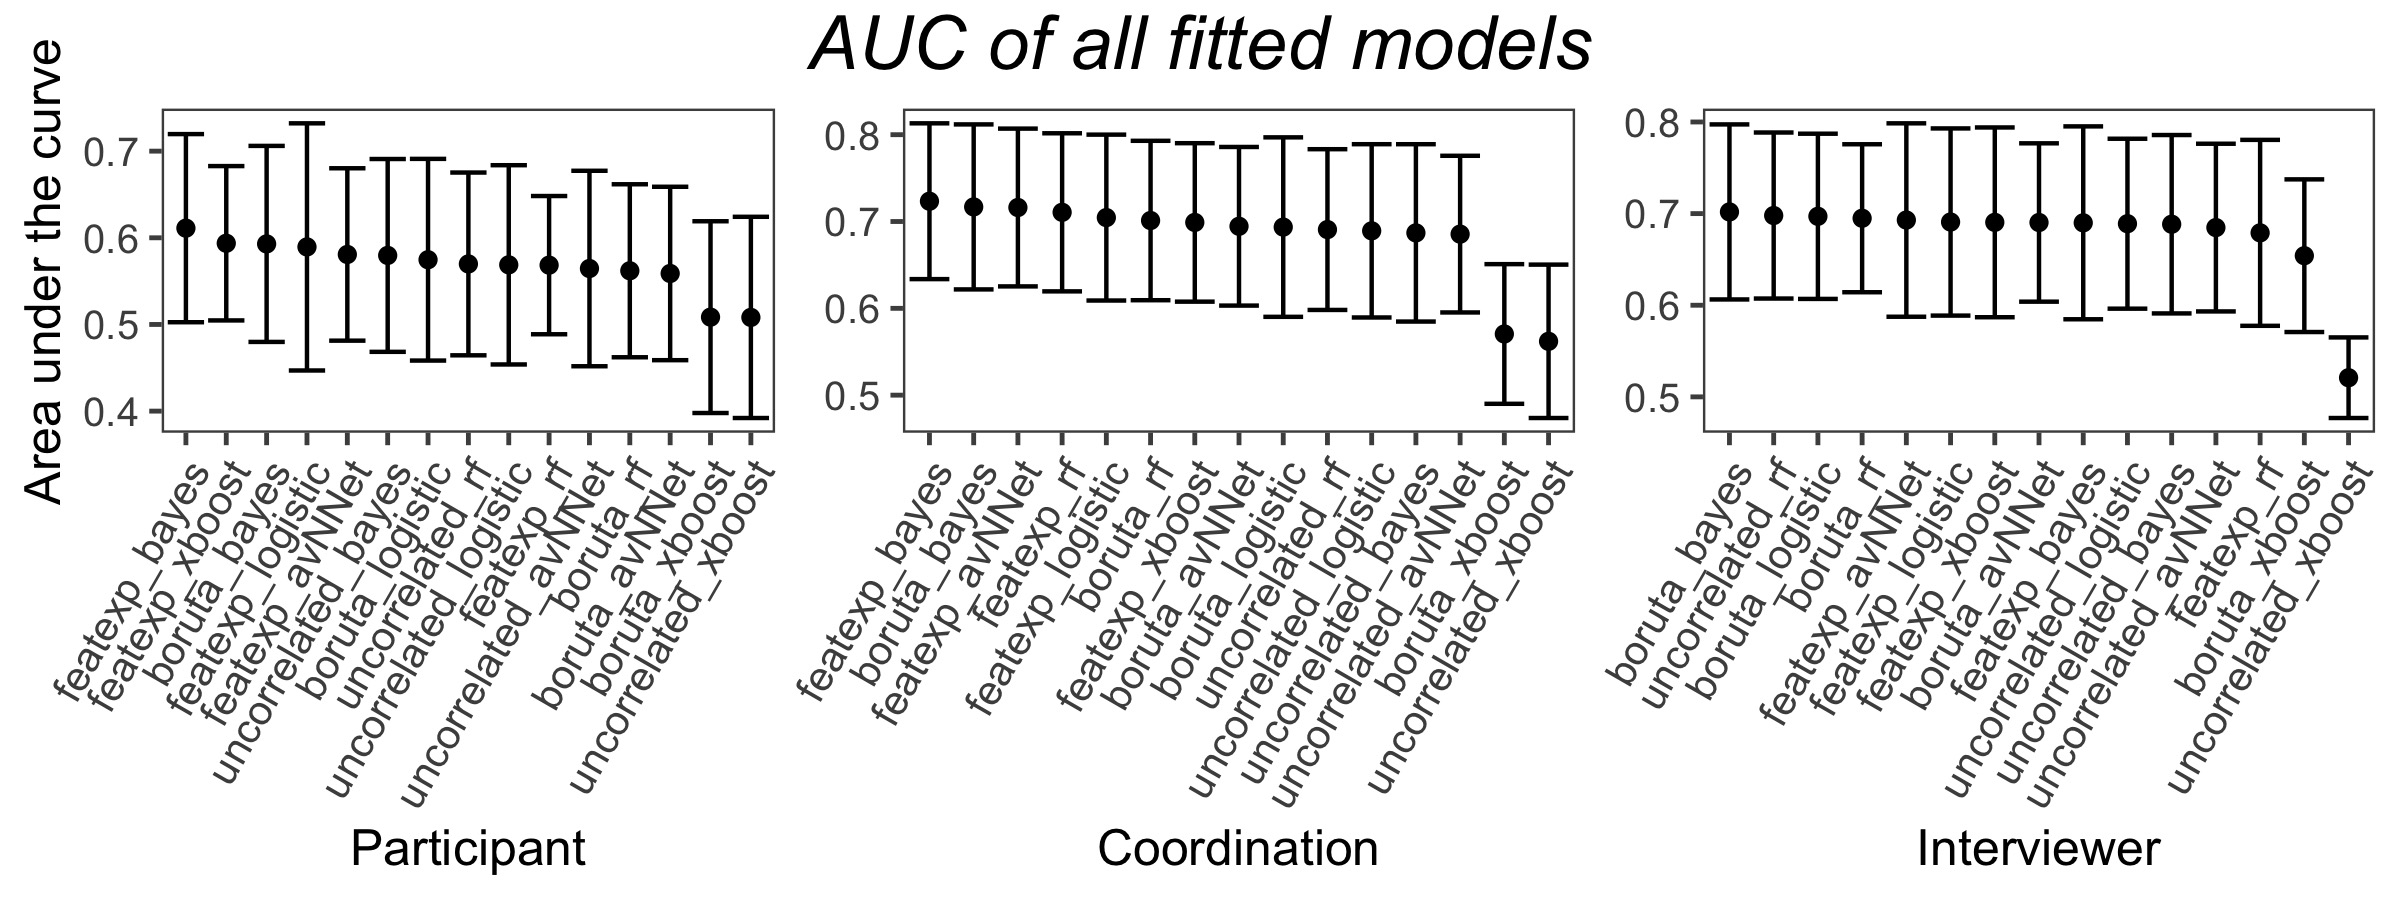 AUC of all fitted models
Area under the curve
0.7
0.6
0.5
0.4
featexp_bayes
featexp_xboost
boruta_bayes
featexp_logistic
featexp_avNNet
uncorrelated_bayes
boruta_logistic
uncorrelated_rf
uncorrelated_logistic
featexp_rf
uncorrelated_avNNet
boruta_rf
boruta_avNNet
boruta_xboost
uncorrelated_xboost
Participant
0.8
0.7
0.6
0.5
featexp_bayes
boruta_bayes
featexp_avNNet
featexp_rf
featexp_logistic
boruta_rf
featexp_xboost
boruta_avNNet
boruta_logistic
uncorrelated_rf
uncorrelated_logistic
uncorrelated_bayes
uncorrelated_avNNet
boruta_xboost
uncorrelated_xboost
Coordination
0.8
0.7
0.6
0.5
boruta_bayes
uncorrelated_rf
boruta_logistic
boruta_rf
featexp_avNNet
featexp_logistic
featexp_xboost
boruta_avNNet
featexp_bayes
uncorrelated_logistic
uncorrelated_bayes
uncorrelated_avNNet
featexp_rf
boruta_xboost
uncorrelated_xboost
Interviewer